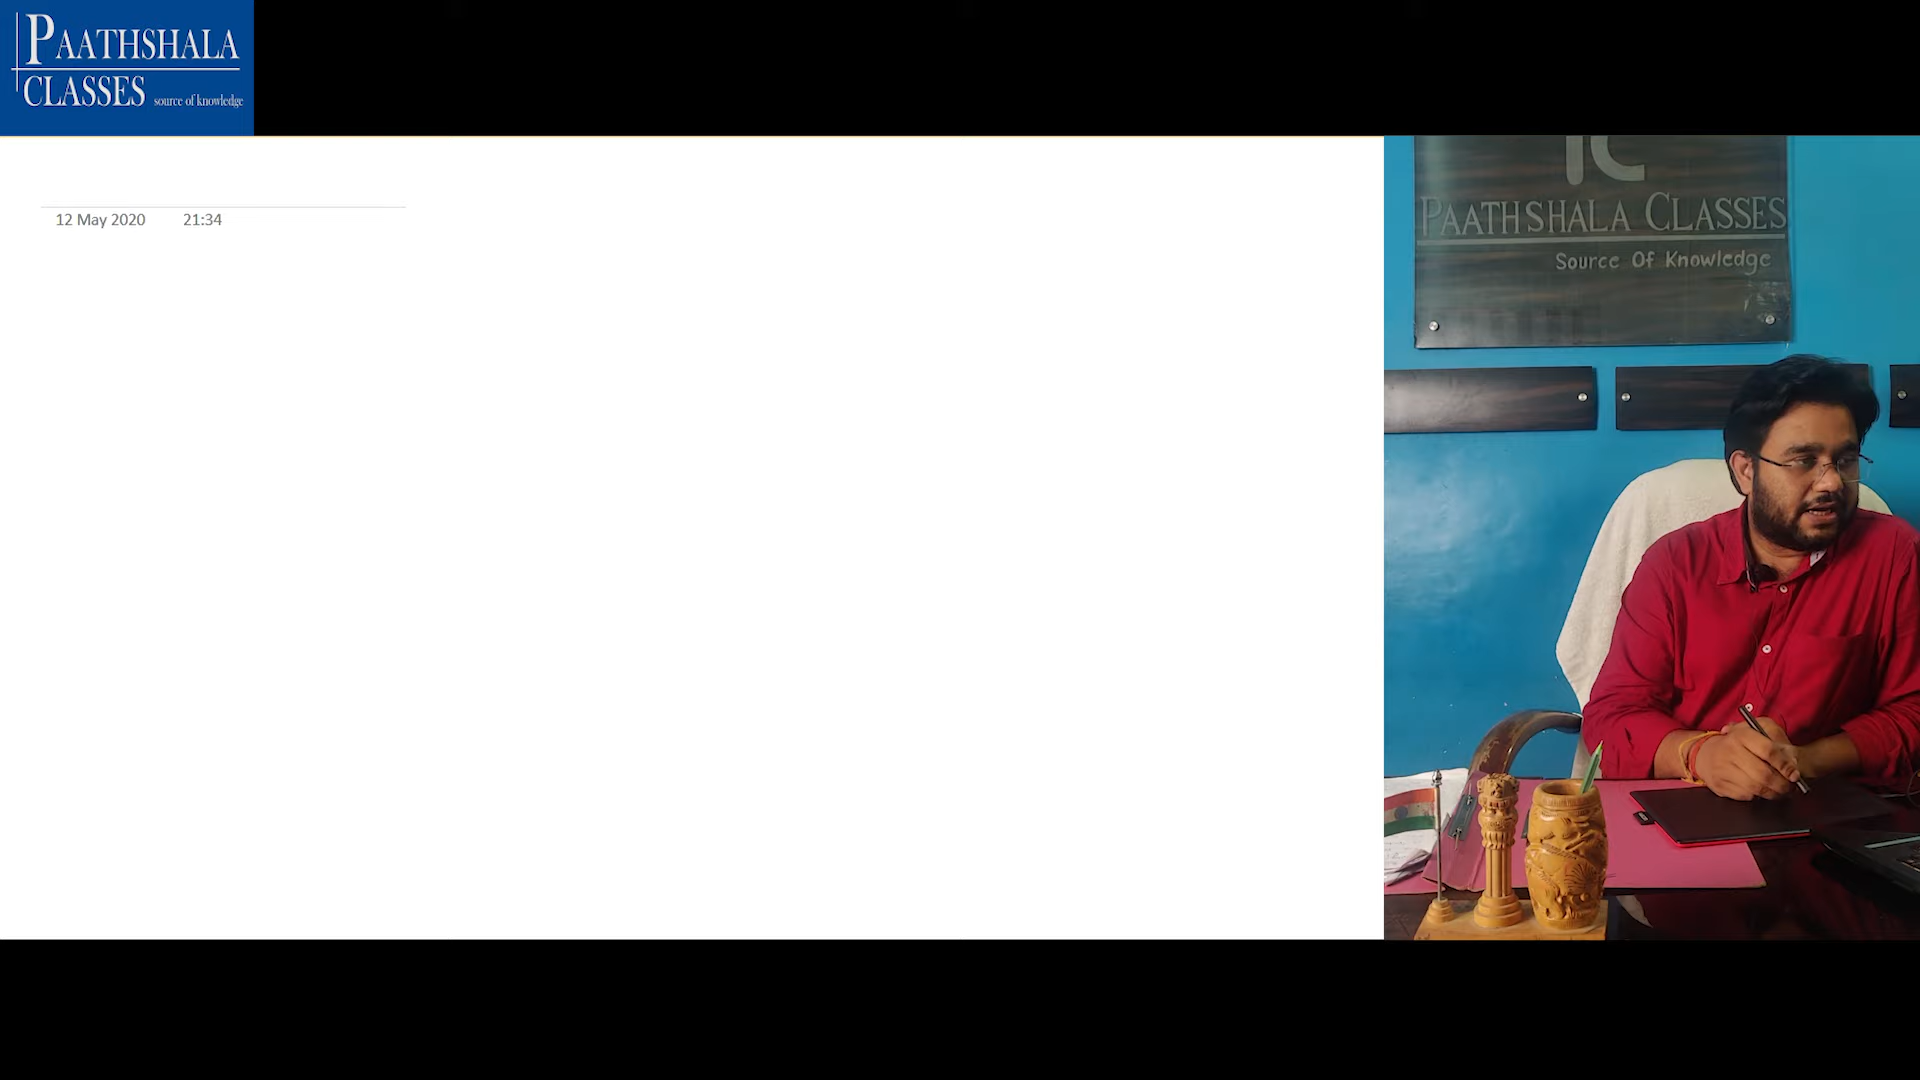 PAATHSHALA
CLASSES source of knowledge
12 May 2020 21:34
PAATHSHALA CLASSES
Source Of Knowledge